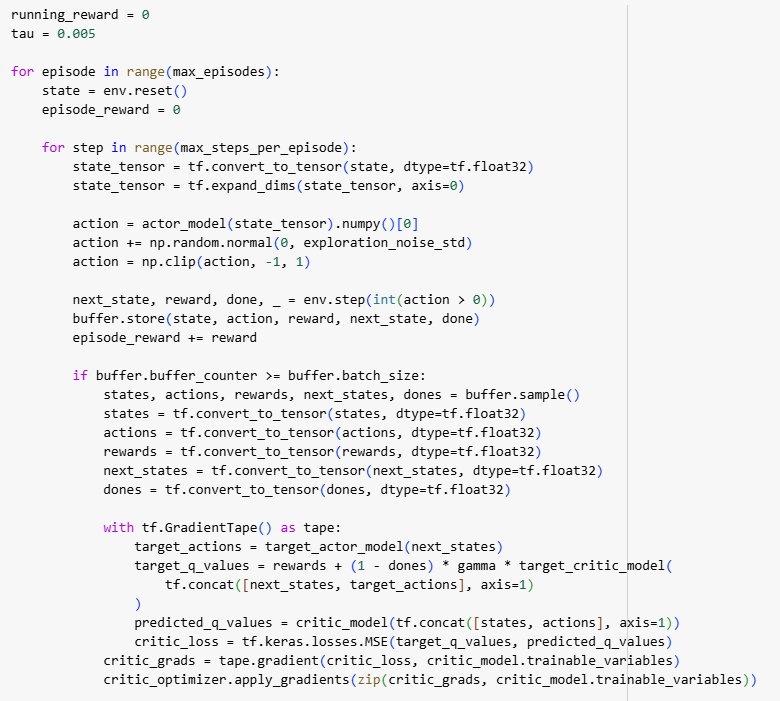 running_reward = 0
tau = 0.005

for episode in range(max_episodes):
    state = env.reset()
    episode_reward = 0

    for step in range(max_steps_per_episode):
        state_tensor = tf.convert_to_tensor(state, dtype=tf.float32)
        state_tensor = tf.expand_dims(state_tensor, axis=0)

        action = actor_model(state_tensor).numpy()[0]
        action += np.random.normal(0, exploration_noise_std)
        action = np.clip(action, -1, 1)

        next_state, reward, done, _ = env.step(int(action > 0))
        buffer.store(state, action, reward, next_state, done)
        episode_reward += reward

        if buffer.buffer_counter >= buffer.batch_size:
            states, actions, rewards, next_states, dones = buffer.sample()
            states = tf.convert_to_tensor(states, dtype=tf.float32)
            actions = tf.convert_to_tensor(actions, dtype=tf.float32)
            rewards = tf.convert_to_tensor(rewards, dtype=tf.float32)
            next_states = tf.convert_to_tensor(next_states, dtype=tf.float32)
            dones = tf.convert_to_tensor(dones, dtype=tf.float32)

            with tf.GradientTape() as tape:
                target_actions = target_actor_model(next_states)
                target_q_values = rewards + (1 - dones) * gamma * target_critic_model(
                    tf.concat([next_states, target_actions], axis=1)
                )
                predicted_q_values = critic_model(tf.concat([states, actions], axis=1))
                critic_loss = tf.keras.losses.MSE(target_q_values, predicted_q_values)
            critic_grads = tape.gradient(critic_loss, critic_model.trainable_variables)
            critic_optimizer.apply_gradients(zip(critic_grads, critic_model.trainable_variables))